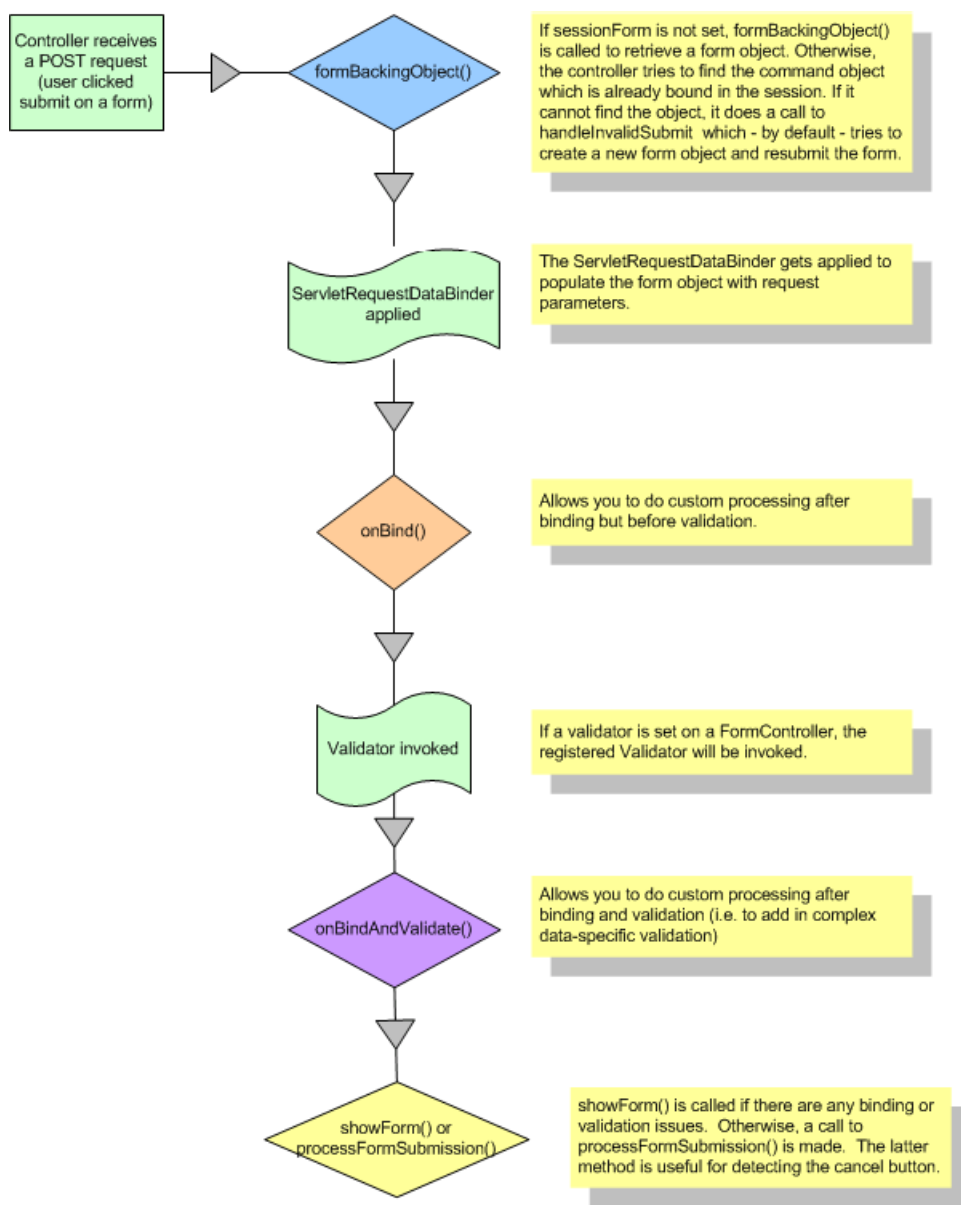 Controller receives
a POST request
(user clicked
submit on a form)
formBackingObject()
If sessionForm is not set, formBackingObject()
is called to retrieve a form object. Otherwise,
the controller tries to find the command object
which is already bound in the session. If it
cannot find the object, it does a call to
handleInvalidSubmit which - by default - tries to
create a new form object and resubmit the form.
ServletRequestDataBinder
applied
The ServletRequestDataBinder gets applied to
populate the form object with request
parameters.
onBind()
Allows you to do custom processing after
binding but before validation.
Validator invoked
If a validator is set on a FormController, the
registered Validator will be invoked.
onBindAndValidate()
Allows you to do custom processing after
binding and validation (i.e. to add in complex
data-specific validation)
showForm() or
processFormSubmission()
showForm() is called if there are any binding or
validation issues. Otherwise, a call to
processFormSubmission() is made. The latter
method is useful for detecting the cancel button.